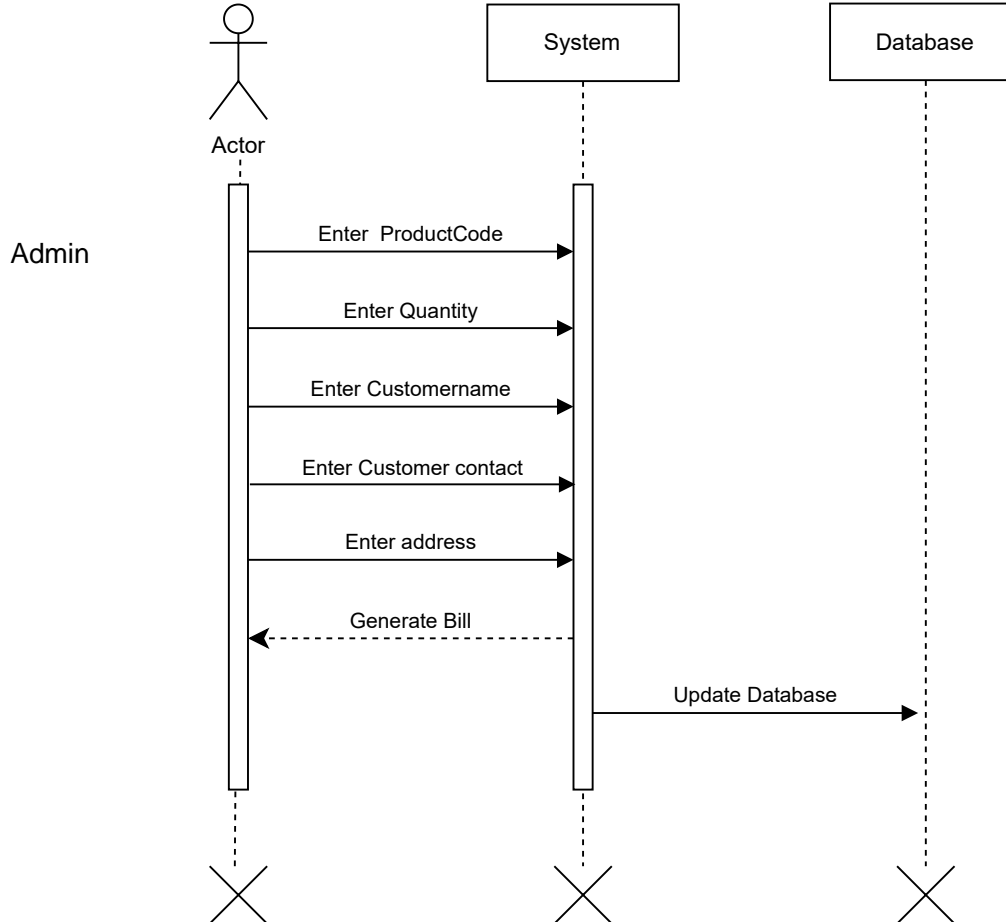 System
Database
Actor
Admin
Enter  ProductCode
Enter Quantity
Enter Customername
Enter Customer contact
Enter address
Generate Bill
Update Database